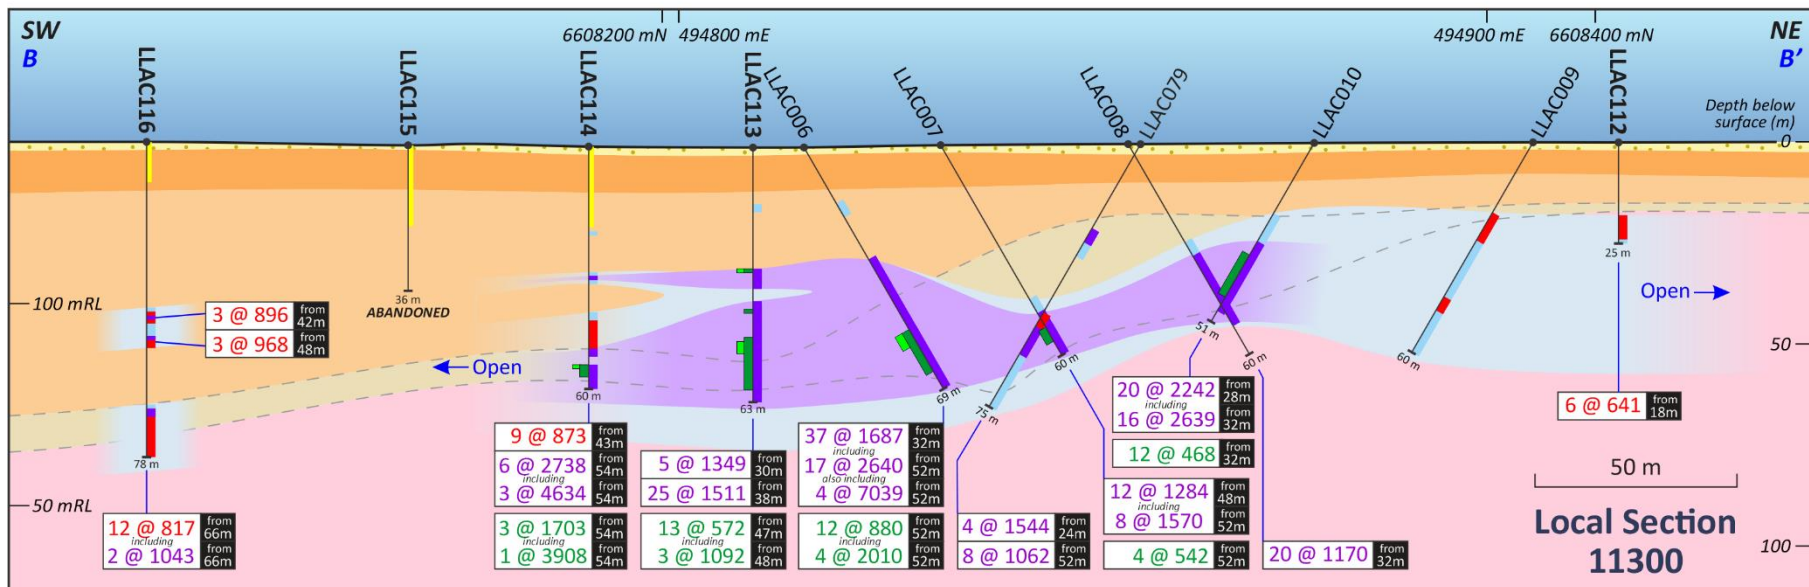 SW
B
6608200 mN
494800 mE
494900 mE
6608400 mN
NE
B’
LLAC116
LLAC115
LLAC114
LLAC113
LLAC006
LLAC007
LLAC008
LLAC079
LLAC010
LLAC009
LLAC112
Depth below
surface (m)
0
100 mRL
3 @ 896 from 42m
3 @ 968 from 48m
36 m
ABANDONED
Open
25 m
Open
50
60 m
63 m
69 m
75 m
60 m
51 m
60 m
60 m
78 m
50 mRL
12 @ 817 from 66m
including
2 @ 1043 from 66m
9 @ 873 from 43m
6 @ 2738 from 54m
including
3 @ 4634 from 54m
3 @ 1703 from 54m
including
1 @ 3908 from 54m
5 @ 1349 from 30m
25 @ 1511 from 38m
13 @ 572 from 47m
3 @ 1092 from 48m
37 @ 1687 from 32m
including
17 @ 2640 from 52m
also including
4 @ 7039 from 52m
12 @ 880 from 52m
including
4 @ 2010 from 52m
4 @ 1544 from 24m
8 @ 1062 from 52m
20 @ 2242 from 28m
including
16 @ 2639 from 32m
12 @ 468 from 32m
12 @ 1284 from 48m
including
8 @ 1570 from 52m
4 @ 542 from 52m
20 @ 1170 from 32m
6 @ 641 from 18m
50 m
Local Section
11300
100